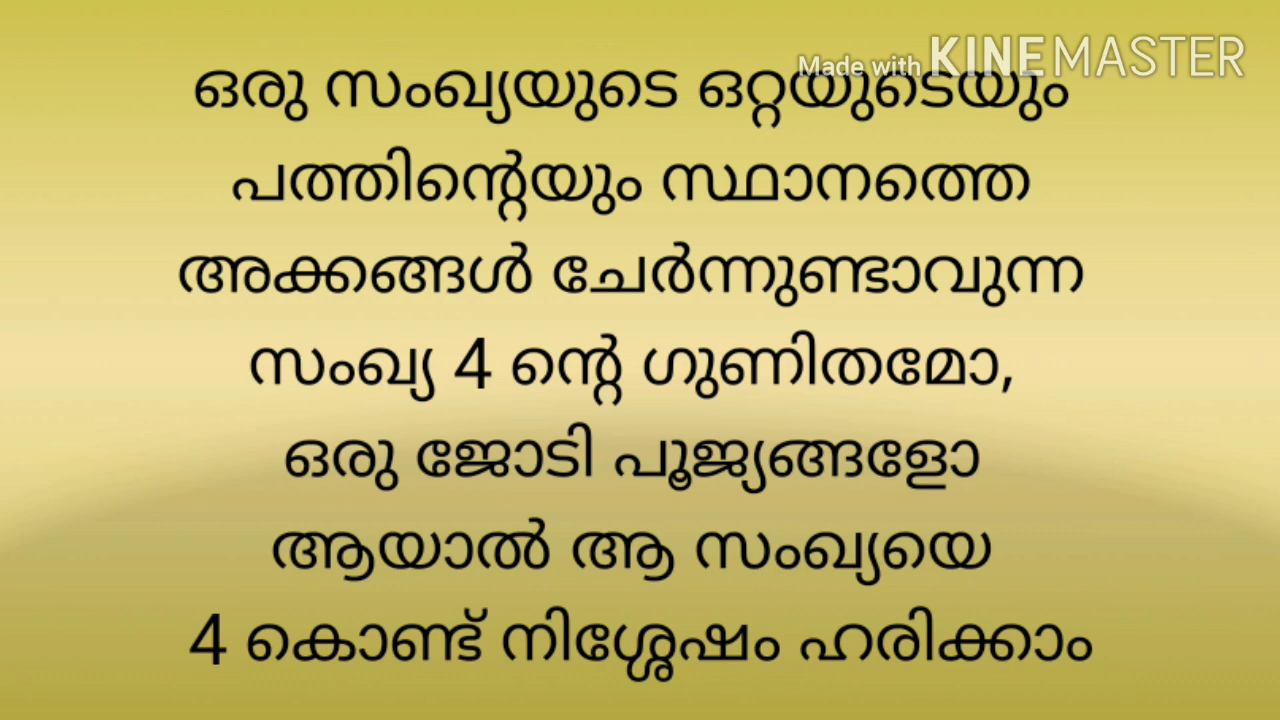 Made with KINEMASTER
ഒരു സംഖ്യയുടെ ഒറ്റയുടെയും
പത്തിന്റെയും സ്ഥാനത്തെ
അക്കങ്ങൾ ചേർന്നുണ്ടാവുന്ന
സംഖ്യ 4 ന്റെ ഗുണിതമോ,
ഒരു ജോടി പൂജ്യങ്ങളോ
ആയാൽ ആ സംഖ്യയെ
4 കൊണ്ട് നിശ്ശേഷം ഹരിക്കാം